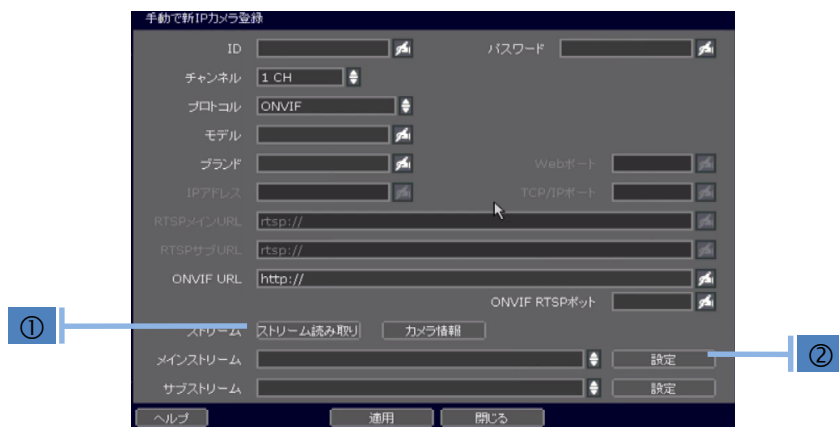 手動で新IPカメラ登録
ID
パスワード
チャンネル 1 CH
プロトコル ONVIF
モデル
ブランド
Webポート
IPアドレス
TCP/IPポート
RTSPメインURL rtsp://
RTSPサブURL rtsp://
ONVIF URL http://
ONVIF RTSPポット
①
ストリーム ストリーム読み取り カメラ情報
メインストリーム 設定
②
サブストリーム 設定
ヘルプ 適用 閉じる